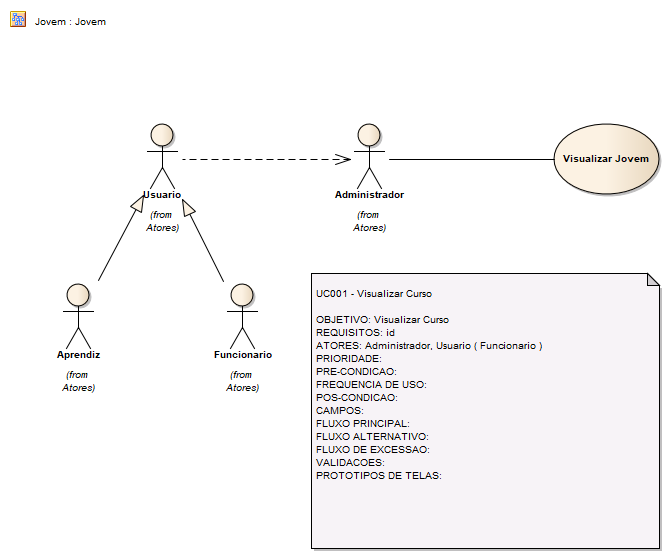 Jovem : Jovem
Usuario
(from
Atores)
Administrador
(from
Atores)
Visualizar Jovem
Aprendiz
(from
Atores)
Funcionario
(from
Atores)
UC001 - Visualizar Curso
OBJETIVO: Visualizar Curso
REQUISITOS: id
ATORES: Administrador, Usuario ( Funcionario )
PRIORIDADE:
PRE-CONDICAO:
FREQUENCIA DE USO:
POS-CONDICAO:
CAMPOS:
FLUXO PRINCIPAL:
FLUXO ALTERNATIVO:
FLUXO DE EXCESSAO:
VALIDACOES:
PROTOTIPOS DE TELAS: